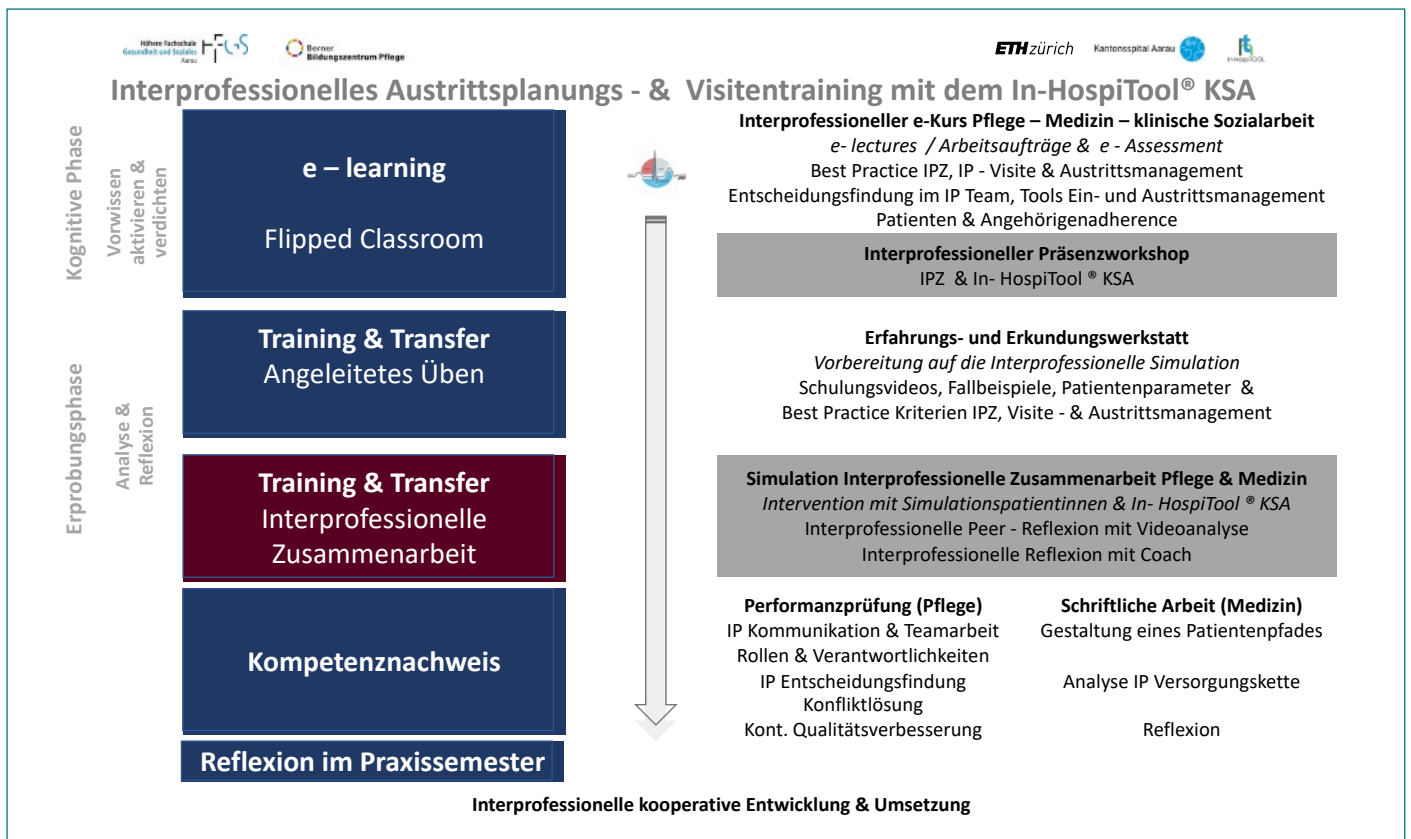 Höhere Fachschule
Gesundheit und Soziales
Aarau
HFGS
Berner
Bildungszentrum Pflege
ETH zürich
Kantonsspital Aarau
In-HospiTOOL
Interprofessionelles Austrittsplanungs - & Visitentraining mit dem In-HospiTool® KSA
Kognitive Phase
Vorwissen
aktivieren &
verdichten
e – learning
Flipped Classroom
Interprofessioneller e-Kurs Pflege – Medizin – klinische Sozialarbeit
e- lectures / Arbeitsaufträge & e - Assessment
Best Practice IPZ, IP - Visite & Austrittsmanagement
Entscheidungsfindung im IP Team, Tools Ein- und Austrittsmanagement
Patienten & Angehörigenadherence
Interprofessioneller Präsenzworkshop
IPZ & In- HospiTool ® KSA
Erprobungsphase
Analyse &
Reflexion
Training & Transfer
Angeleitetes Üben
Erfahrungs- und Erkundungswerkstatt
Vorbereitung auf die Interprofessionelle Simulation
Schulungsvideos, Fallbeispiele, Patientenparameter &
Best Practice Kriterien IPZ, Visite - & Austrittsmanagement
Training & Transfer
Interprofessionelle
Zusammenarbeit
Simulation Interprofessionelle Zusammenarbeit Pflege & Medizin
Intervention mit Simulationspatientinnen & In- HospiTool ® KSA
Interprofessionelle Peer - Reflexion mit Videoanalyse
Interprofessionelle Reflexion mit Coach
Kompetenznachweis
Performanzprüfung (Pflege)
IP Kommunikation & Teamarbeit
Rollen & Verantwortlichkeiten
IP Entscheidungsfindung
Konfliktlösung
Kont. Qualitätsverbesserung
Schriftliche Arbeit (Medizin)
Gestaltung eines Patientenpfades
Analyse IP Versorgungskette
Reflexion
Reflexion im Praxissemester
Interprofessionelle kooperative Entwicklung & Umsetzung